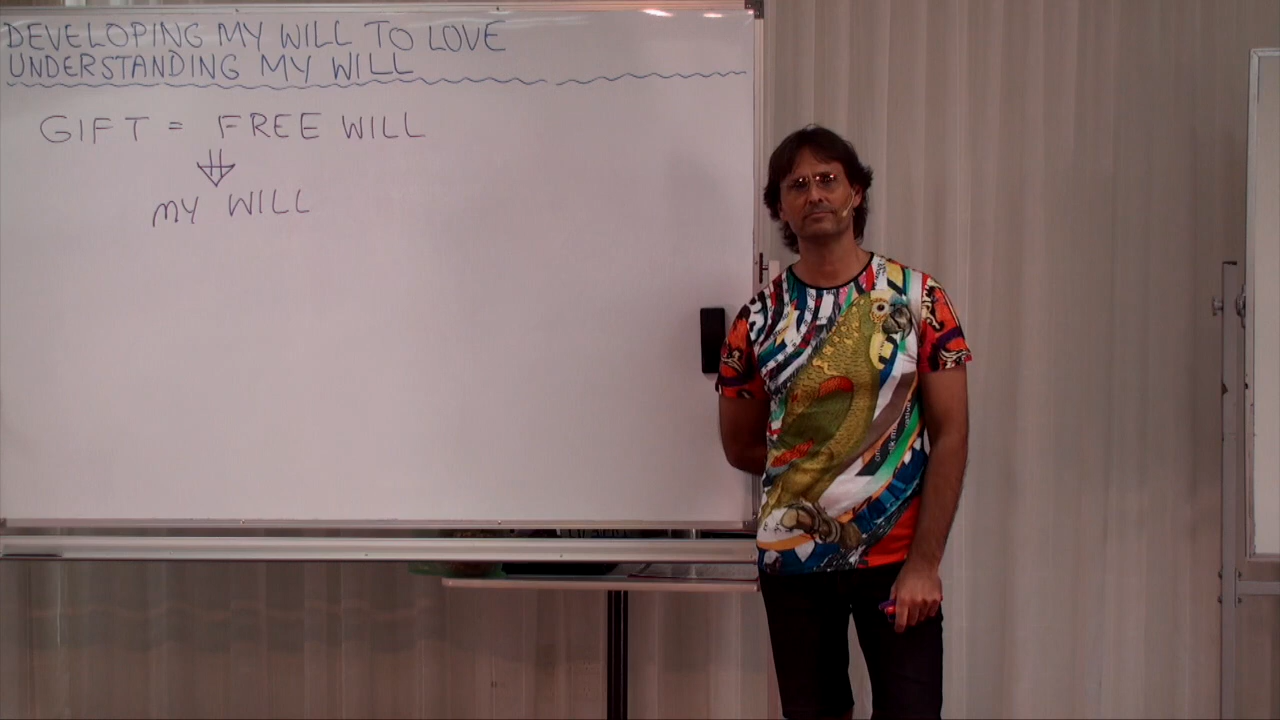 DEVELOPING MY WILL TO LOVE
UNDERSTANDING MY WILL
GIFT = FREE WILL
MY WILL